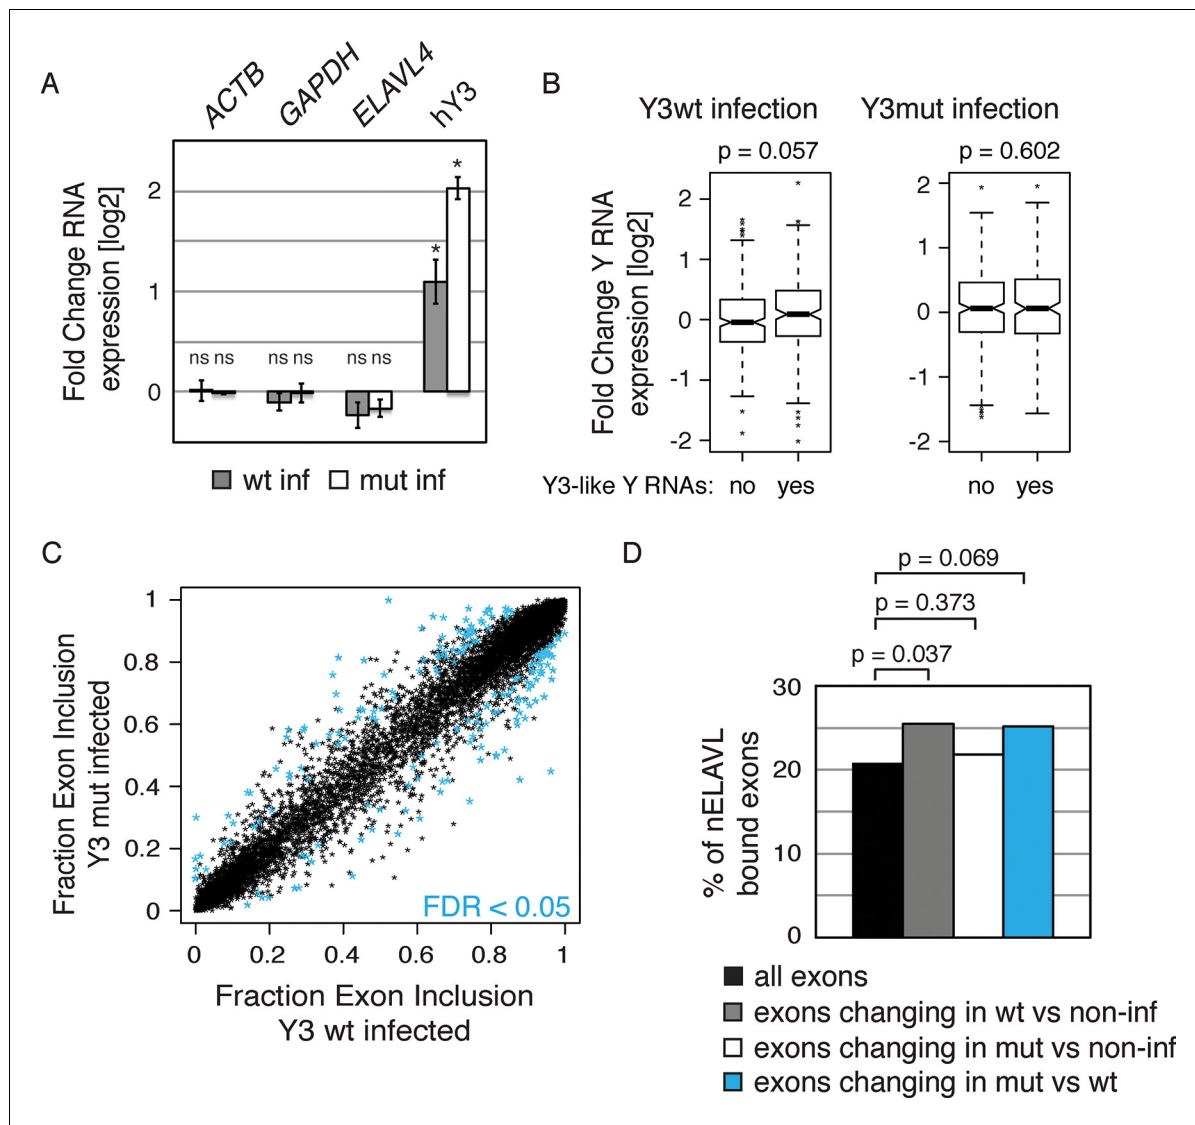 A
ACTB
GAPDH
ELAVL4
hY3
Fold Change RNA
expression [log2]
2
1
0
* *
ns ns
ns ns
ns ns
wt inf
mut inf
B
Y3wt infection
Y3mut infection
p = 0.057
p = 0.602
Fold Change Y RNA
expression [log2]
2
1
0
-1
-2
2
1
0
-1
-2
Y3-like Y RNAs: no yes
no yes
C
Fraction Exon Inclusion
Y3 mut infected
1
0.8
0.6
0.4
0.2
0
FDR < 0.05
0 0.2 0.4 0.6 0.8 1
Fraction Exon Inclusion
Y3 wt infected
D
p = 0.069
p = 0.373
p = 0.037
% of nELAVL
bound exons
30
20
10
0
all exons
exons changing in wt vs non-inf
exons changing in mut vs non-inf
exons changing in mut vs wt